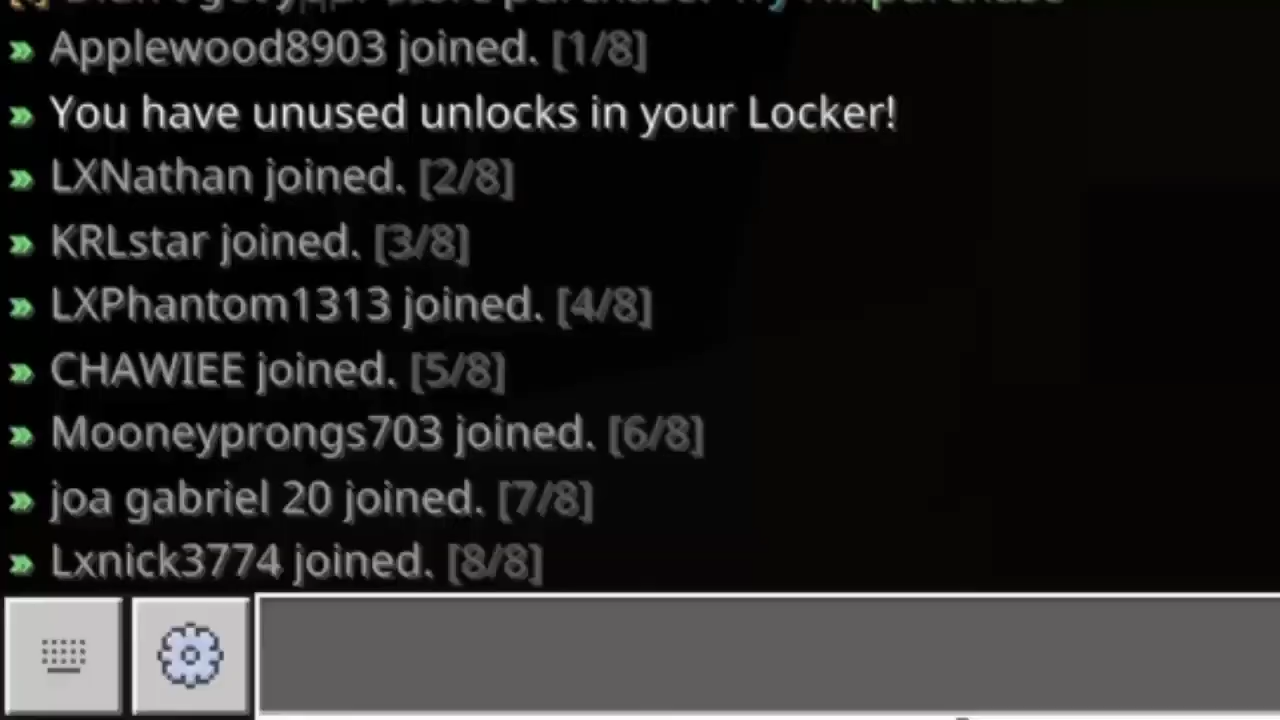 » Applewood8903 joined. [1/8]
» You have unused unlocks in your Locker!
» LXNathan joined. [2/8]
» KRLstar joined. [3/8]
» LXPhantom1313 joined. [4/8]
» CHAWIEE joined. [5/8]
» Mooneyprongs703 joined. [6/8]
» joa gabriel 20 joined. [7/8]
» Lxnick3774 joined. [8/8]